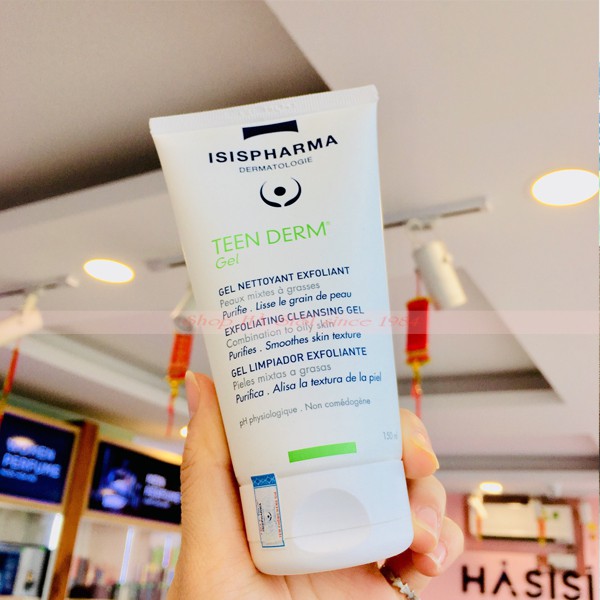 ISISPHARMA
DERMATOLOGIE
TEEN DERM®
Gel
GEL NETTOYANT EXFOLIANT
Peaux mixtes à grasses
Purifie . Lisse le grain de peau
EXFOLIATING CLEANSING GEL
Combination to oily skin
Purifies . Smoothes skin texture
GEL LIMPIADOR EXFOLIANTE
Pieles mixtas a grasas
Purifica . Alisa la textura de la piel
pH physiologique . Non comédogène
150
ISISPHARMA
PERFUME
PERFUME
HASISI